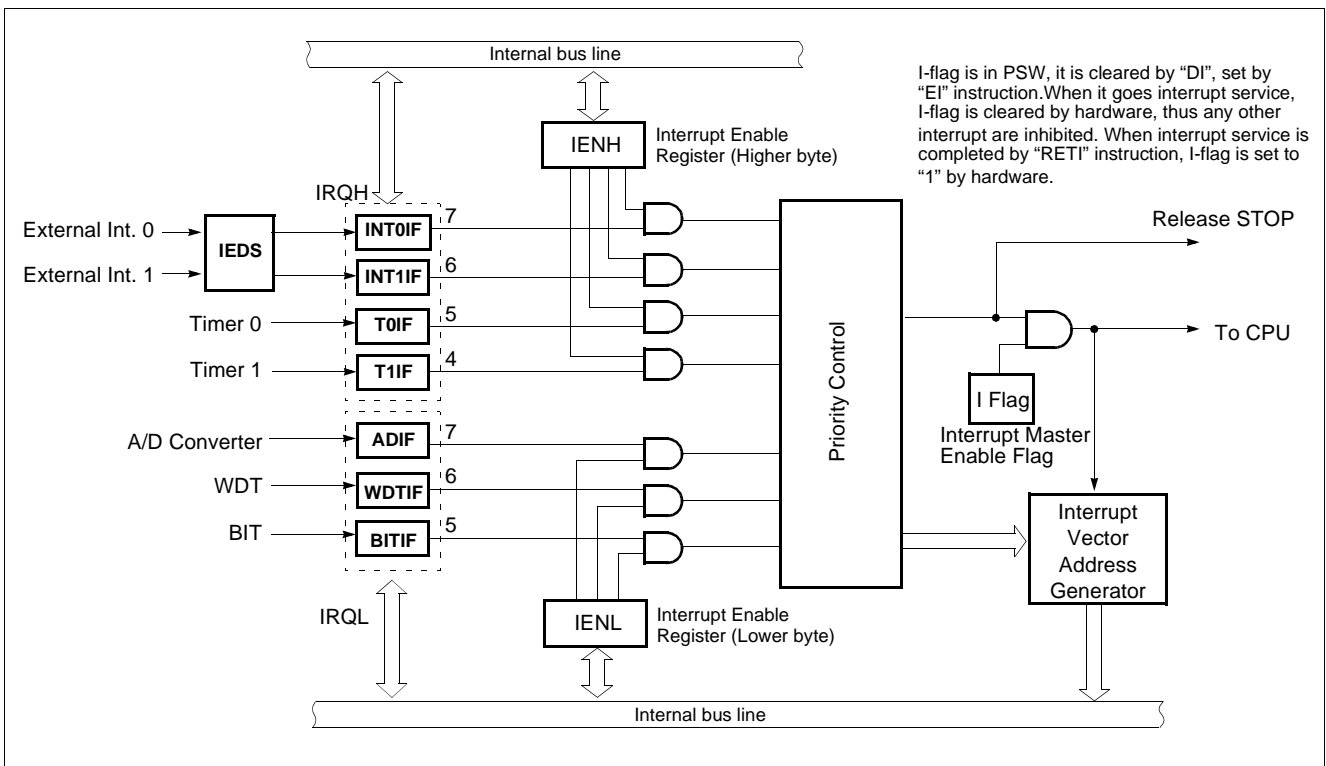 Internal bus line
I-flag is in PSW, it is cleared by “DI”, set by
“EI” instruction.When it goes interrupt service,
I-flag is cleared by hardware, thus any other
interrupt are inhibited. When interrupt service is
completed by “RETI” instruction, I-flag is set to
“1” by hardware.
IENH
Interrupt Enable
Register (Higher byte)
IRQH
External Int. 0
External Int. 1
IEDS
INT0IF
7
INT1IF
6
Timer 0
T0IF
5
Timer 1
T1IF
4
A/D Converter
ADIF
7
WDT
WDTIF
6
BIT
BITIF
5
IRQL
IENL
Interrupt Enable
Register (Lower byte)
Priority Control
Release STOP
To CPU
I Flag
Interrupt Master
Enable Flag
Interrupt
Vector
Address
Generator
Internal bus line